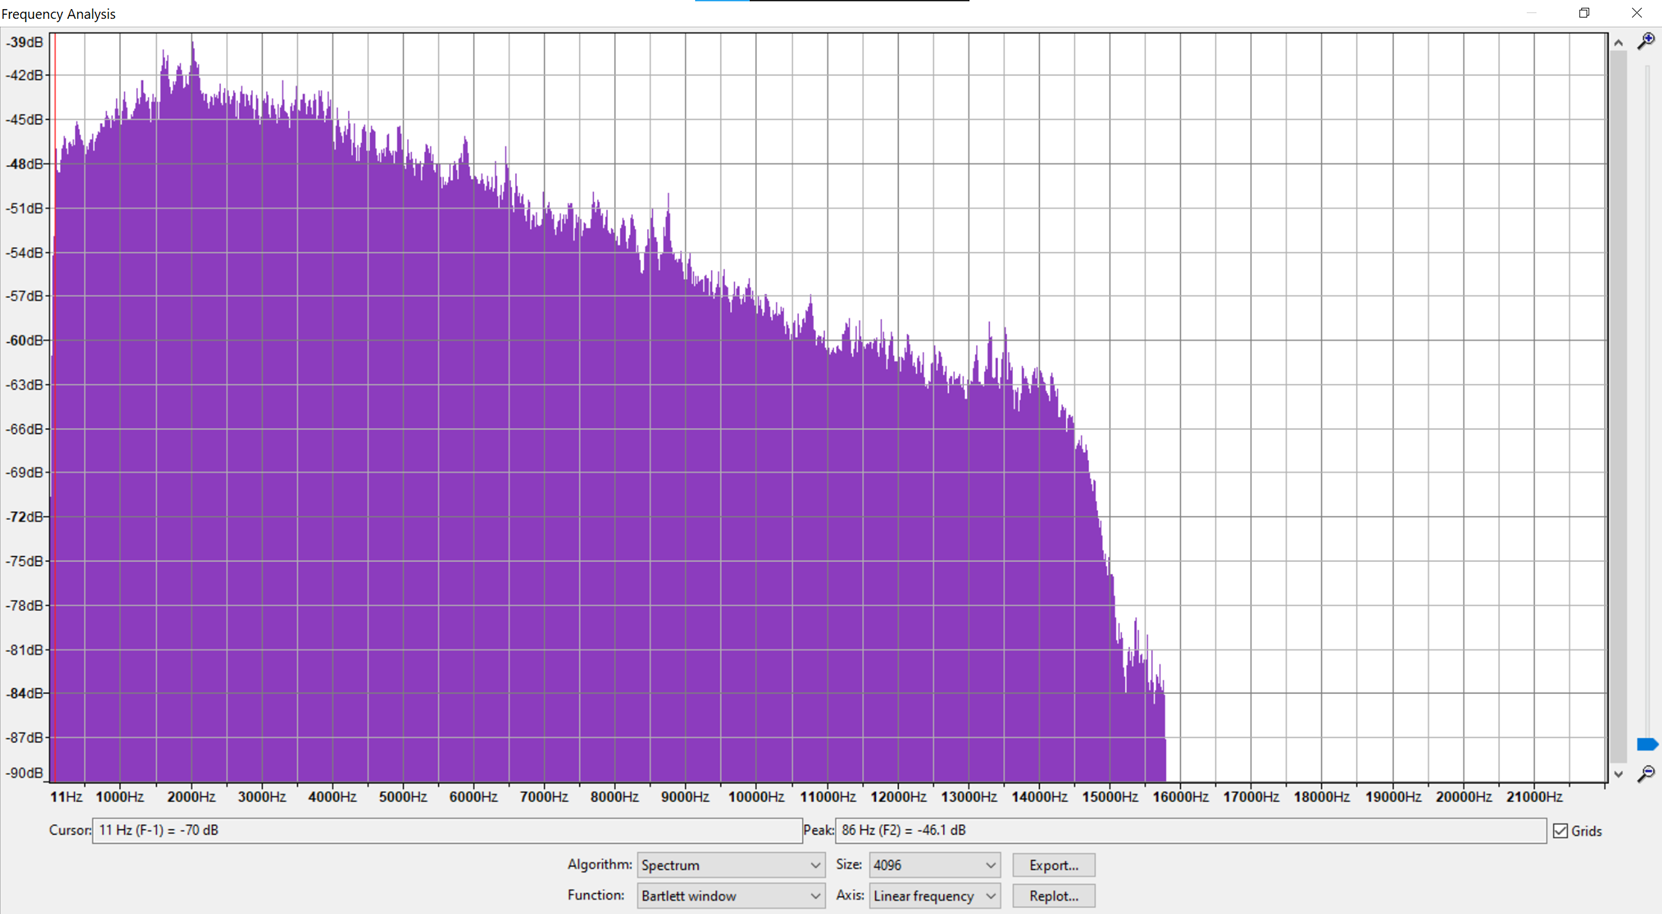 Frequency Analysis
-39dB
-42dB
-45dB
-48dB
-51dB
-54dB
-57dB
-60dB
-63dB
-66dB
-69dB
-72dB
-75dB
-78dB
-81dB
-84dB
-87dB
-90dB
11Hz 1000Hz 2000Hz 3000Hz 4000Hz 5000Hz 6000Hz 7000Hz 8000Hz 9000Hz 10000Hz 11000Hz 12000Hz 13000Hz 14000Hz 15000Hz 16000Hz 17000Hz 18000Hz 19000Hz 20000Hz 21000Hz
Cursor: 11 Hz (F-1) = -70 dB Peak: 86 Hz (F2) = -46.1 dB Grids
Algorithm: Spectrum Size: 4096 Export...
Function: Bartlett window Axis: Linear frequency Replot...